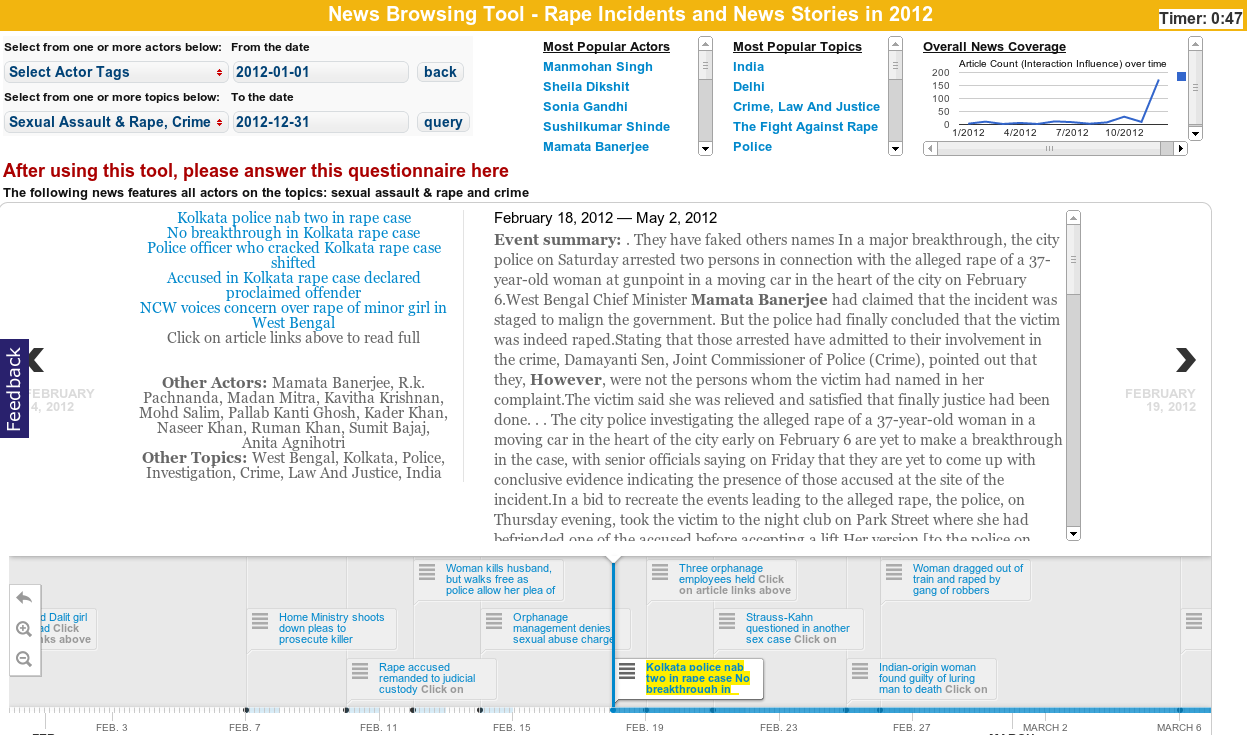 News Browsing Tool - Rape Incidents and News Stories in 2012
Timer: 0:47
Select from one or more actors below: From the date
Select Actor Tags 2012-01-01 back
Select from one or more topics below: To the date
Sexual Assault & Rape, Crime 2012-12-31 query
Most Popular Actors
Manmohan Singh
Sheila Dikshit
Sonia Gandhi
Sushilkumar Shinde
Mamata Banerjee
Most Popular Topics
India
Delhi
Crime, Law And Justice
The Fight Against Rape
Police
Overall News Coverage
Article Count (Interaction Influence) over time
200
150
100
50
0
1/2012 4/2012 7/2012 10/2012
After using this tool, please answer this questionnaire here
The following news features all actors on the topics: sexual assault & rape and crime
Kolkata police nab two in rape case
No breakthrough in Kolkata rape case
Police officer who cracked Kolkata rape case
shifted
Accused in Kolkata rape case declared
proclaimed offender
NCW voices concern over rape of minor girl in
West Bengal
Click on article links above to read full
Other Actors: Mamata Banerjee, R.k.
Pachnanda, Madan Mitra, Kavitha Krishnan,
Mohd Salim, Pallab Kanti Ghosh, Kader Khan,
Naseer Khan, Ruman Khan, Sumit Bajaj,
Anita Agnihotri
Other Topics: West Bengal, Kolkata, Police,
Investigation, Crime, Law And Justice, India
February 18, 2012 — May 2, 2012
Event summary: . They have faked others names In a major breakthrough, the city
police on Saturday arrested two persons in connection with the alleged rape of a 37-
year-old woman at gunpoint in a moving car in the heart of the city on February
6.West Bengal Chief Minister Mamata Banerjee had claimed that the incident was
staged to malign the government. But the police had finally concluded that the victim
was indeed raped.Stating that those arrested have admitted to their involvement in
the crime, Damayanti Sen, Joint Commissioner of Police (Crime), pointed out that
they, However, were not the persons whom the victim had named in her
complaint.The victim said she was relieved and satisfied that finally justice had been
done. . . The city police investigating the alleged rape of a 37-year-old woman in a
moving car in the heart of the city early on February 6 are yet to make a breakthrough
in the case, with senior officials saying on Friday that they are yet to come up with
conclusive evidence indicating the presence of those accused at the site of the
incident.In a bid to recreate the events leading to the alleged rape, the police, on
Thursday evening, took the victim to the night club on Park Street where she had
befriended one of the accused before accepting a lift.Her version [to the police on
Feedback
EBRUARY
4, 2012
FEBRUARY
19, 2012
d Dalit girl
ad Click
ks above
Home Ministry shoots
down pleas to
prosecute killer
Rape accused
remanded to judicial
custody Click on
Woman kills husband,
but walks free as
police allow her plea of
Orphanage
management denies
sexual abuse charge
Kolkata police nab
two in rape case No
breakthrough in
Three orphanage
employees held Click
on article links above
Strauss-Kahn
questioned in another
sex case Click on
Indian-origin woman
found guilty of luring
man to death Click on
Woman dragged out of
train and raped by
gang of robbers
FEB. 3 FEB. 7 FEB. 11 FEB. 15 FEB. 19 FEB. 23 FEB. 27 MARCH 2 MARCH 6